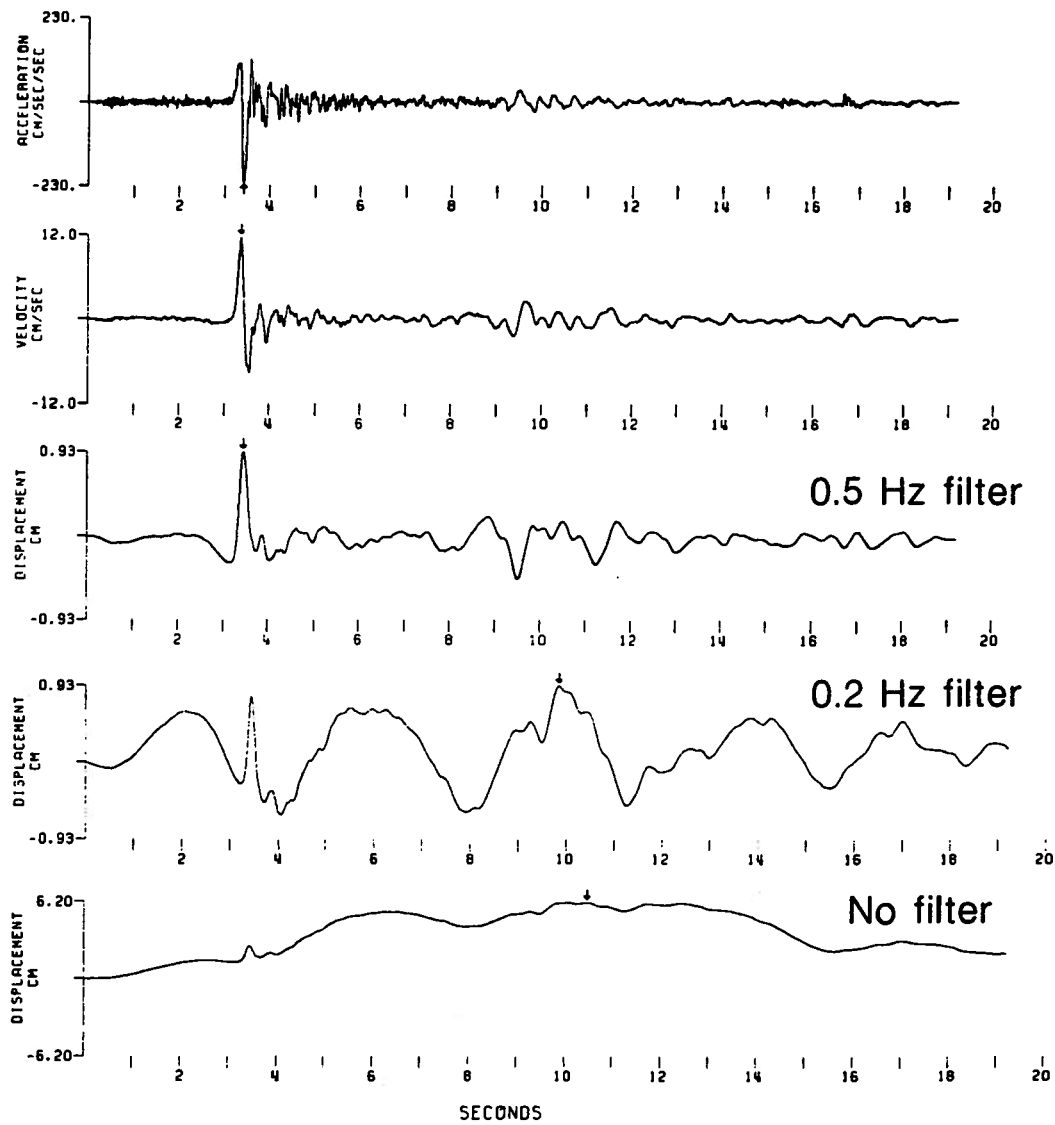 230.
ACCELERATION
CM/SEC/SEC
-230.
2 4 6 8 10 12 14 16 18 20
12.0
VELOCITY
CM/SEC
-12.0
2 4 6 8 10 12 14 16 18 20
0.93
DISPLACEMENT
CM
0.5 Hz filter
-0.93
2 4 6 8 10 12 14 16 18 20
0.93
DISPLACEMENT
CM
0.2 Hz filter
-0.93
2 4 6 8 10 12 14 16 18 20
6.20
DISPLACEMENT
CM
No filter
-6.20
2 4 6 8 10 12 14 16 18 20
SECONDS